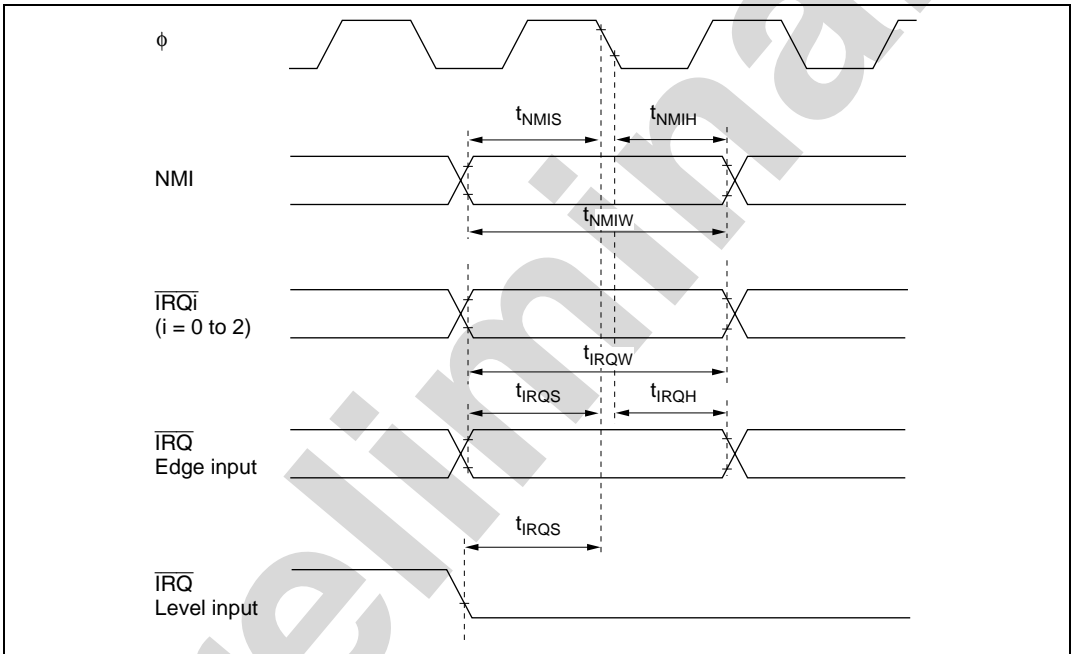 φ
tNMIS tNMIH
NMI
tNMIW
IRQi
(i = 0 to 2)
tIRQW
tIRQS tIRQH
IRQ
Edge input
tIRQS
IRQ
Level input